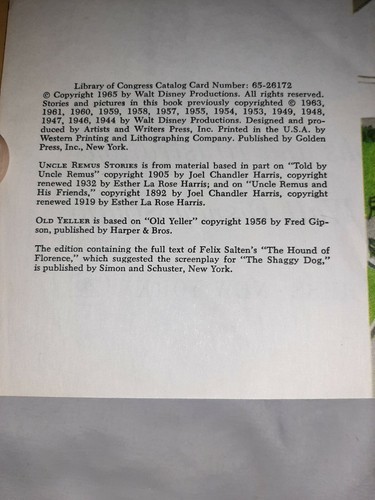 Library of Congress Catalog Card Number: 65-26172
© Copyright 1965 by Walt Disney Productions. All rights reserved.
Stories and pictures in this book previously copyrighted © 1963,
1961, 1960, 1959, 1958, 1957, 1955, 1954, 1953, 1949, 1948,
1947, 1946, 1944 by Walt Disney Productions. Designed and pro-
duced by Artists and Writers Press, Inc. Printed in the U.S.A. by
Western Printing and Lithographing Company. Published by Golden
Press, Inc., New York.
UNCLE REMUS STORIES is from material based in part on "Told by
Uncle Remus" copyright 1905 by Joel Chandler Harris, copyright
renewed 1932 by Esther La Rose Harris; and on "Uncle Remus and
His Friends," copyright 1892 by Joel Chandler Harris, copyright
renewed 1919 by Esther La Rose Harris.
OLD YELLER is based on "Old Yeller" copyright 1956 by Fred Gip-
son, published by Harper & Bros.
The edition containing the full text of Felix Salten's "The Hound of
Florence," which suggested the screenplay for "The Shaggy Dog,"
is published by Simon and Schuster, New York.